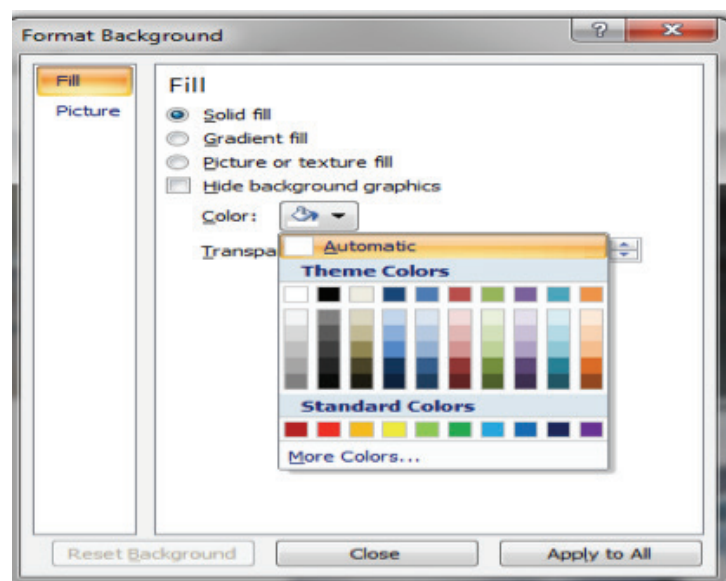 Format Background
?
x
Fill
Picture
Fill
Solid fill
Gradient fill
Picture or texture fill
Hide background graphics
Color:
Transpa
Automatic
Theme Colors
Standard Colors
More Colors...
Reset Background
Close
Apply to All